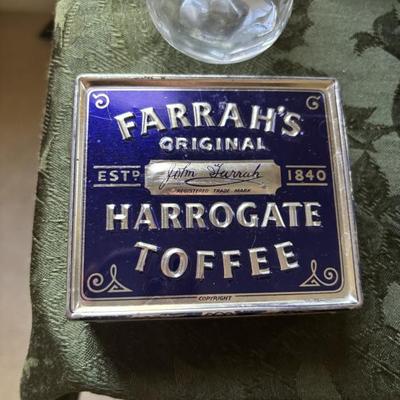 FARRAH'S
ORIGINAL
ESTD John Farrah 1840
REGISTERED TRADE MARK
HARROGATE
TOFFEE
COPYRIGHT